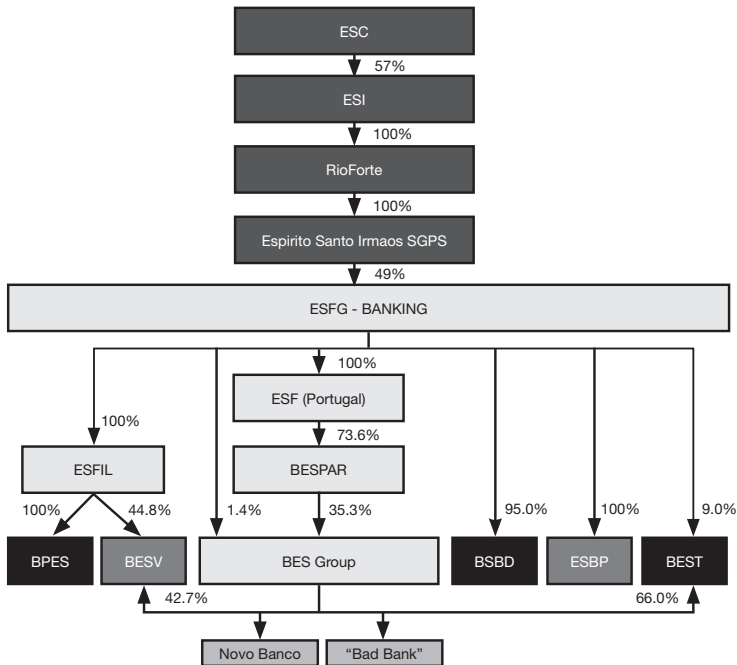 ESC
57%
ESI
100%
RioForte
100%
Espirito Santo Irmaos SGPS
49%
ESFG - BANKING
100%
ESF (Portugal)
100%
73.6%
ESFIL
BESPAR
100%
44.8%
1.4%
35.3%
95.0%
100%
9.0%
BPES
BESV
BES Group
BSBD
ESBP
BEST
42.7%
66.0%
Novo Banco
“Bad Bank”